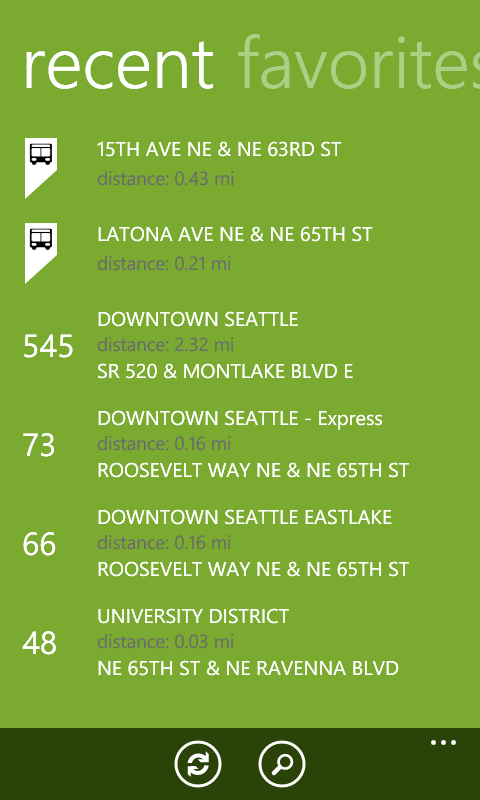 recent favorites
15TH AVE NE & NE 63RD ST
distance: 0.43 mi
LATONA AVE NE & NE 65TH ST
distance: 0.21 mi
545
DOWNTOWN SEATTLE
distance: 2.32 mi
SR 520 & MONTLAKE BLVD E
73
DOWNTOWN SEATTLE - Express
distance: 0.16 mi
ROOSEVELT WAY NE & NE 65TH ST
66
DOWNTOWN SEATTLE EASTLAKE
distance: 0.16 mi
ROOSEVELT WAY NE & NE 65TH ST
48
UNIVERSITY DISTRICT
distance: 0.03 mi
NE 65TH ST & NE RAVENNA BLVD